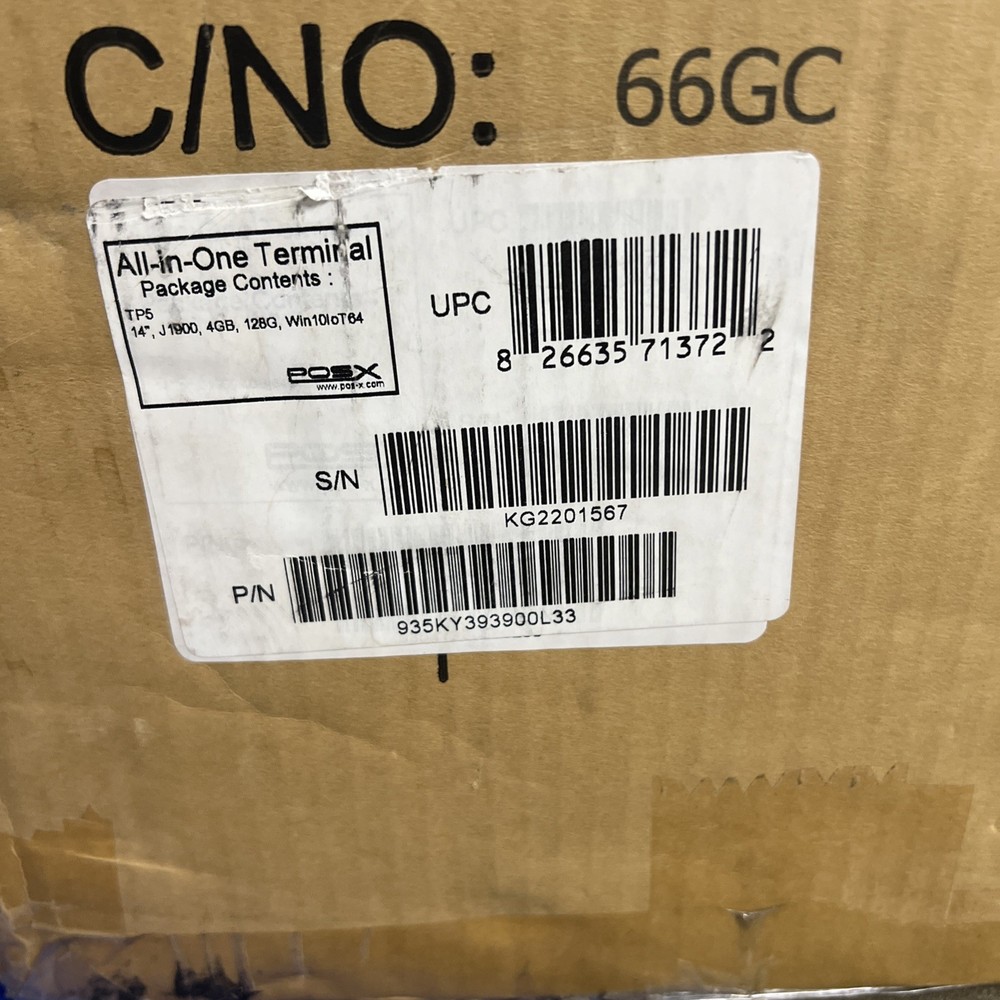 C/NO: 66GC
All-in-One Terminal
Package Contents :
TP5
14", J1900, 4GB, 128G, Win10IoT64
POSX
www.pos-x.com
UPC
8 26635 71372 2
S/N
KG2201567
P/N
935KY393900L33